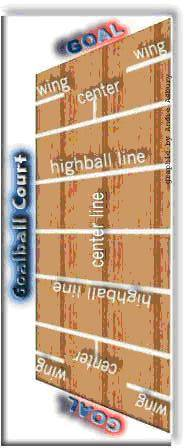 GOAL
wing
wing
center
highball line
Goalball Court
center line
highball line
center
wing
wing
GOAL